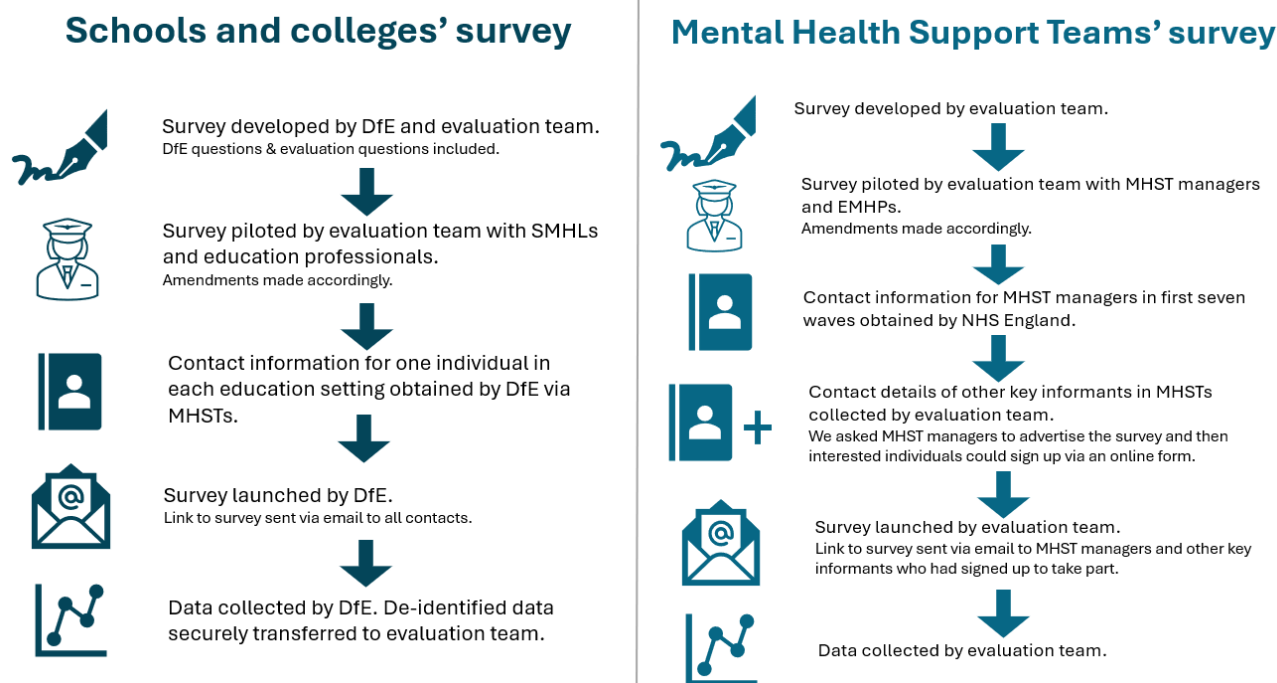 Schools and colleges’ survey
Survey developed by DfE and evaluation team.
DfE questions & evaluation questions included.
Survey piloted by evaluation team with SMHLs
and education professionals.
Amendments made accordingly.
Contact information for one individual in
each education setting obtained by DfE via
MHSTs.
Survey launched by DfE.
Link to survey sent via email to all contacts.
Data collected by DfE. De-identified data
securely transferred to evaluation team.
Mental Health Support Teams’ survey
Survey developed by evaluation team.
Survey piloted by evaluation team with MHST managers
and EMHPs.
Amendments made accordingly.
Contact information for MHST managers in first seven
waves obtained by NHS England.
Contact details of other key informants in MHSTs
collected by evaluation team.
We asked MHST managers to advertise the survey and then
interested individuals could sign up via an online form.
Survey launched by evaluation team.
Link to survey sent via email to MHST managers and other key
informants who had signed up to take part.
Data collected by evaluation team.